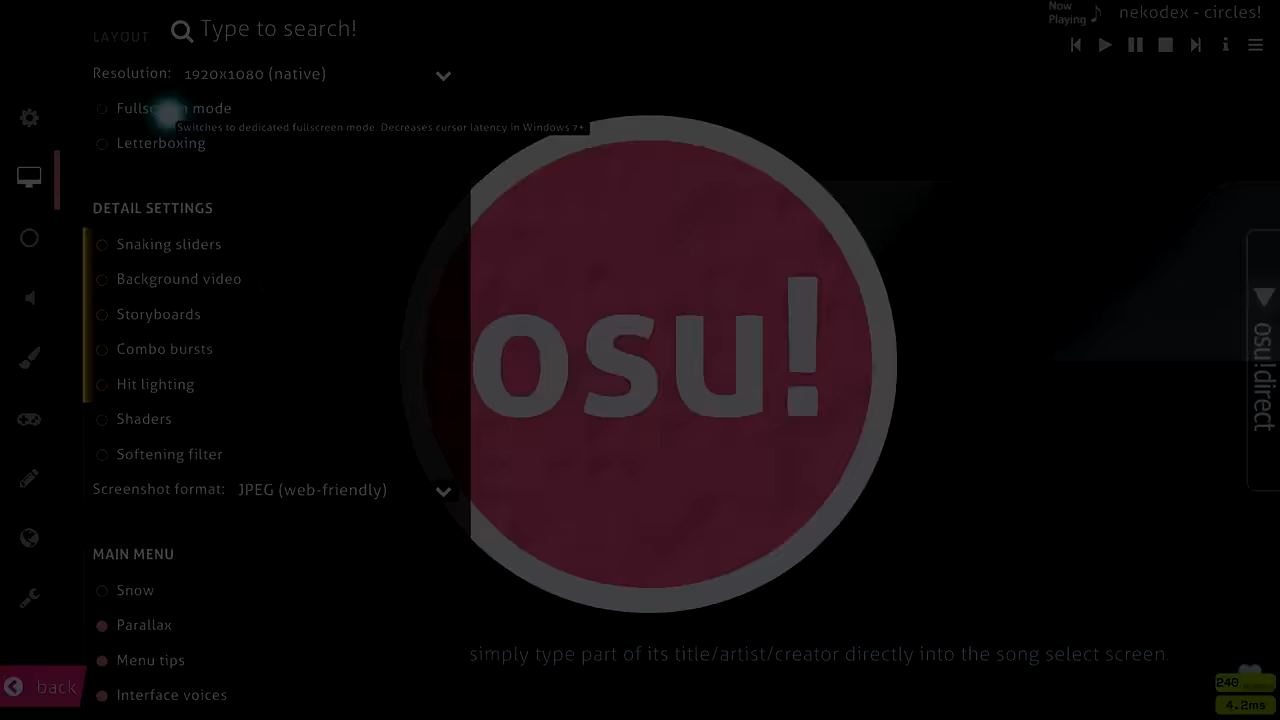 LAYOUT
Type to search!
Now Playing
nekodex - circles!
Resolution: 1920x1080 (native)
Fullscreen mode
Switches to dedicated fullscreen mode. Decreases cursor latency in Windows 7+.
Letterboxing
DETAIL SETTINGS
Snaking sliders
Background video
Storyboards
Combo bursts
Hit lighting
Shaders
Softening filter
Screenshot format: JPEG (web-friendly)
MAIN MENU
Snow
Parallax
Menu tips
Interface voices
back
osu!
osu!direct
simply type part of its title/artist/creator directly into the song select screen.
240
4.2ms